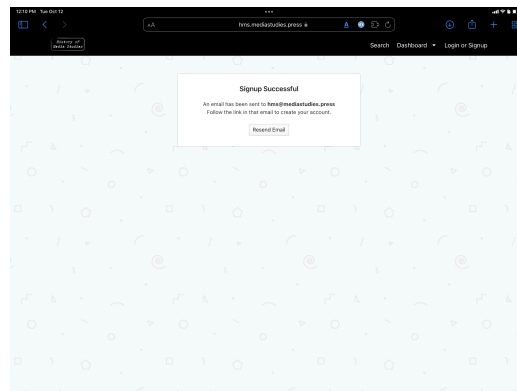 12:10 PM Tue Oct 12
AA
hms.mediastudies.press
A
History of
Media Studies
Search Dashboard Login or Signup
Signup Successful
An email has been sent to hms@mediastudies.press
Follow the link in that email to create your account.
Resend Email